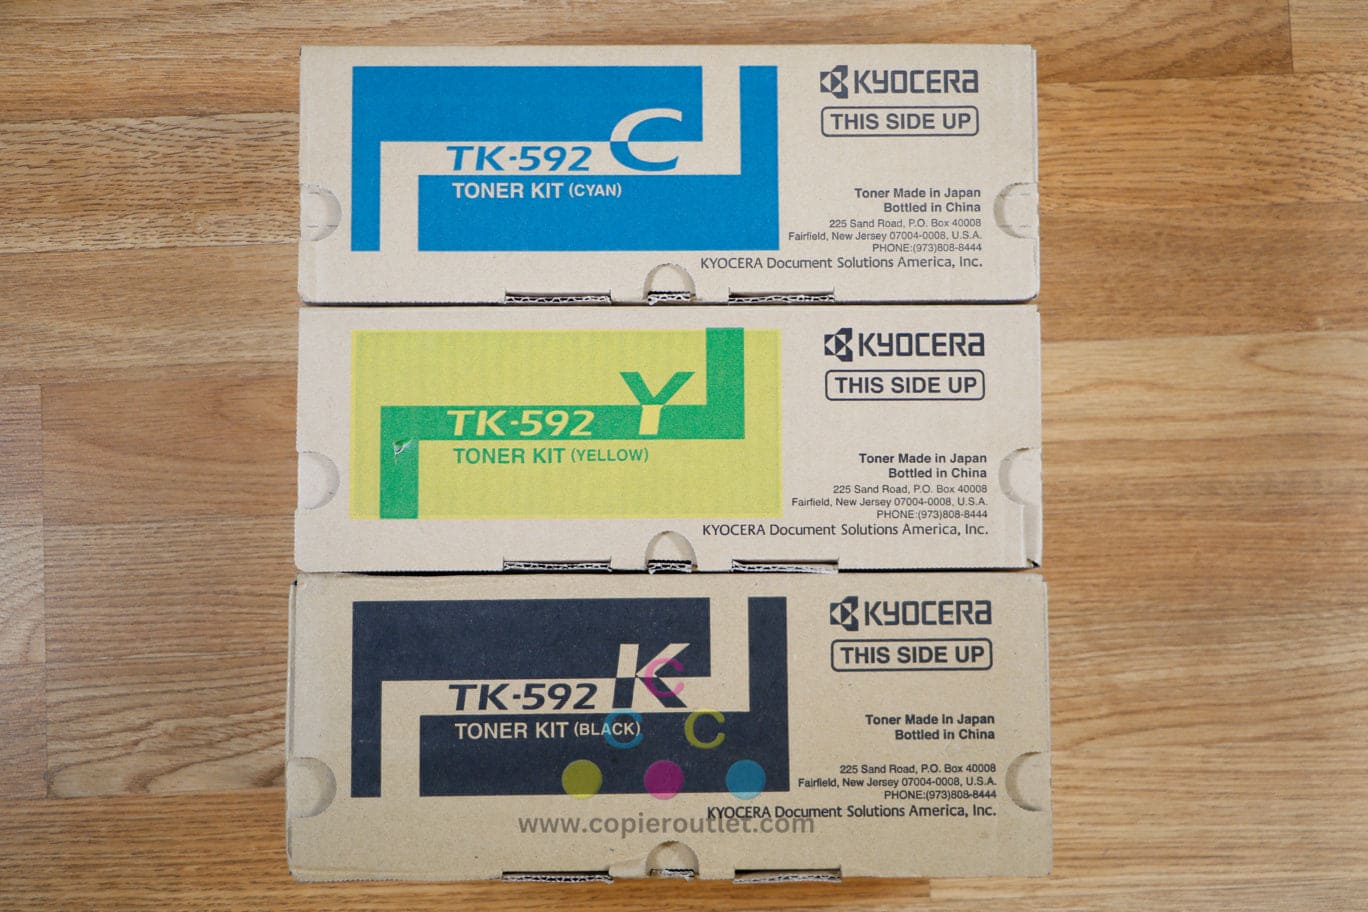 KYOCERA
THIS SIDE UP
TK-592 C
TONER KIT (CYAN)
Toner Made in Japan
Bottled in China
225 Sand Road, P.O. Box 40008
Fairfield, New Jersey 07004-0008, U.S.A.
PHONE:(973)808-8444
KYOCERA Document Solutions America, Inc.
KYOCERA
THIS SIDE UP
TK-592 Y
TONER KIT (YELLOW)
Toner Made in Japan
Bottled in China
225 Sand Road, P.O. Box 40008
Fairfield, New Jersey 07004-0008, U.S.A.
PHONE:(973)808-8444
KYOCERA Document Solutions America, Inc.
KYOCERA
THIS SIDE UP
TK-592 K
TONER KIT (BLACK)
C
C C
Toner Made in Japan
Bottled in China
225 Sand Road, P.O. Box 40008
Fairfield, New Jersey 07004-0008, U.S.A.
PHONE:(973)808-8444
KYOCERA Document Solutions America, Inc.
www.copieroutlet.com